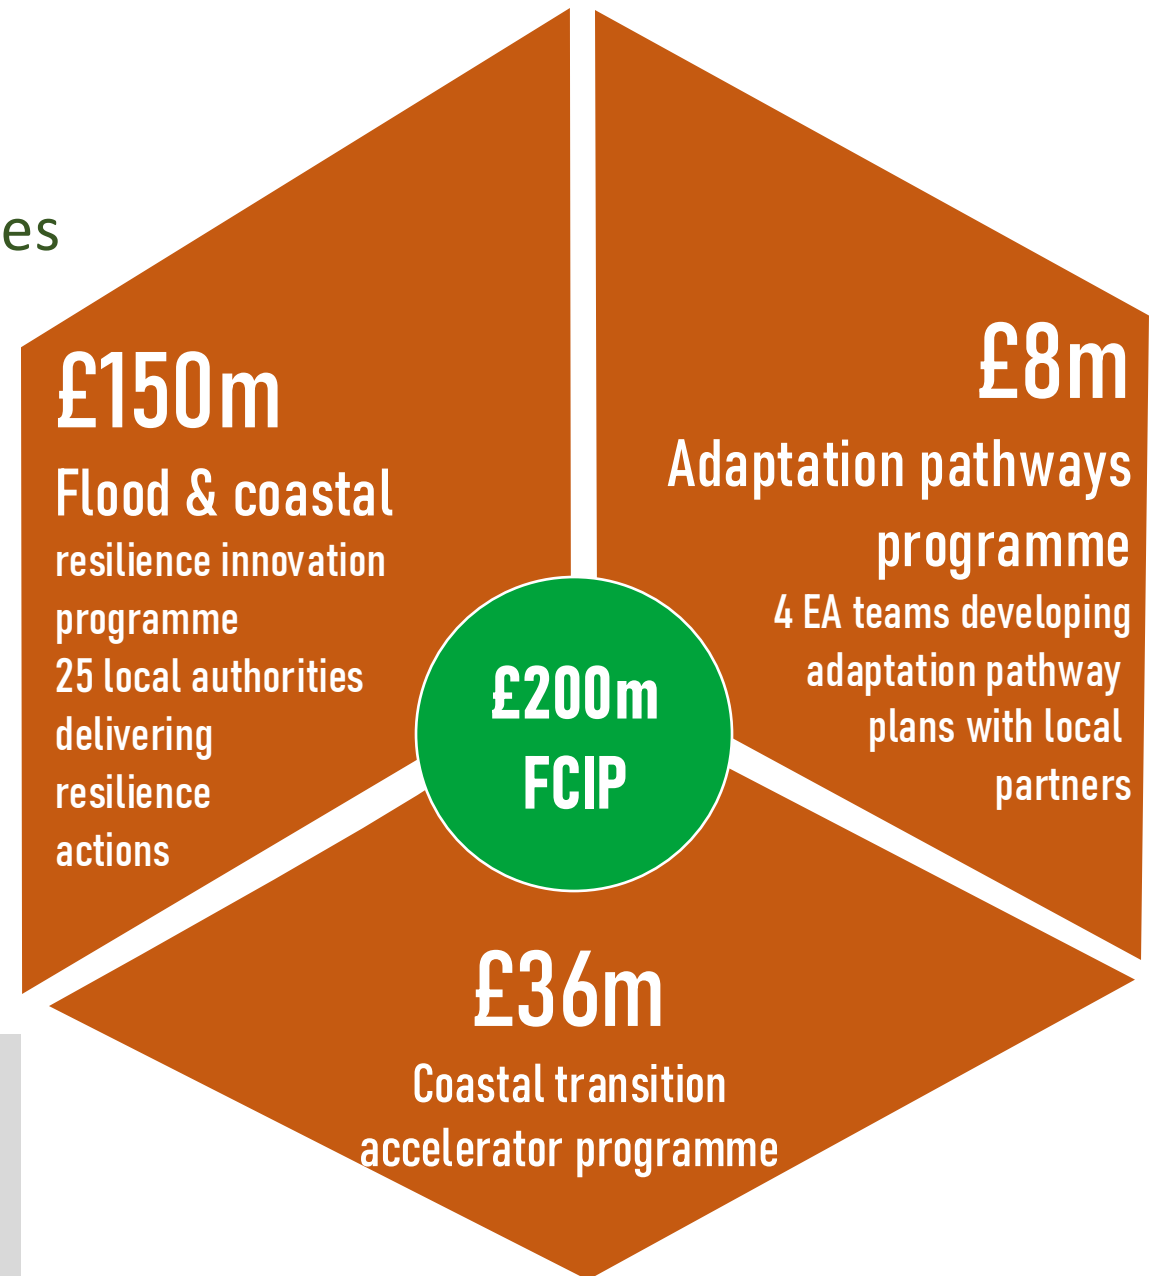 es
£150m
Flood & coastal
resilience innovation
programme
25 local authorities
delivering
resilience
actions
£8m
Adaptation pathways
programme
4 EA teams developing
adaptation pathway
plans with local
partners
£200m
FCIP
£36m
Coastal transition
accelerator programme